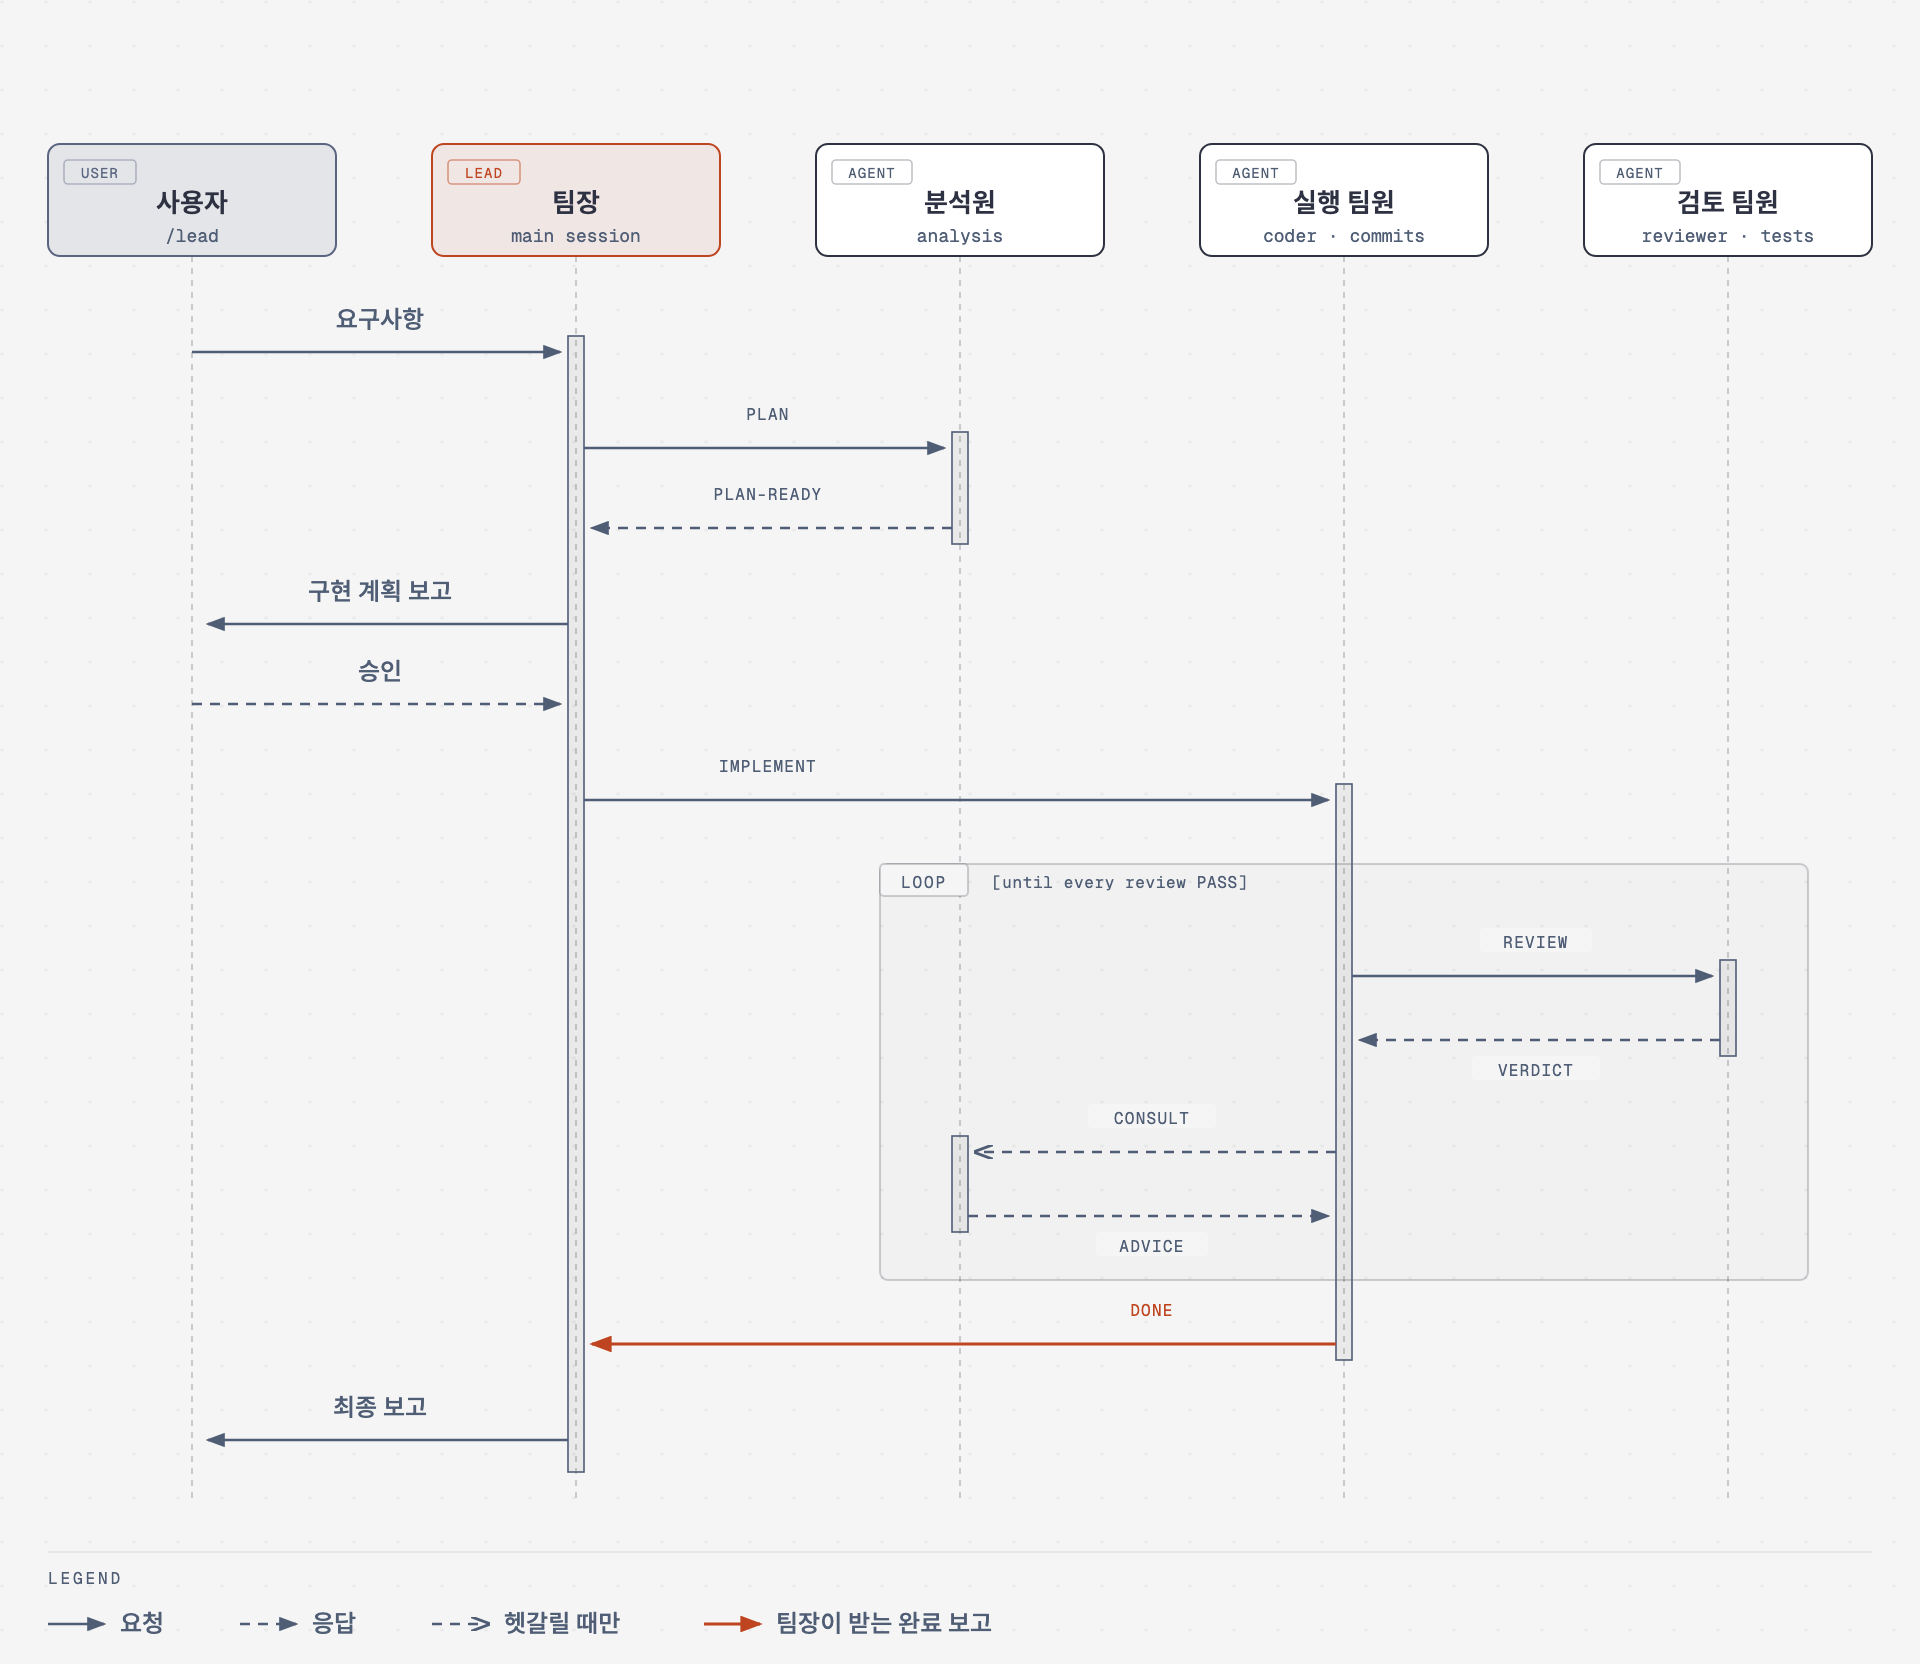 USER
사용자
/lead
LEAD
팀장
main session
AGENT
분석원
analysis
AGENT
실행 팀원
coder · commits
AGENT
검토 팀원
reviewer · tests
요구사항
PLAN
PLAN-READY
구현 계획 보고
승인
IMPLEMENT
LOOP
[until every review PASS]
REVIEW
VERDICT
CONSULT
ADVICE
DONE
최종 보고
LEGEND
요청
응답
헷갈릴 때만
팀장이 받는 완료 보고